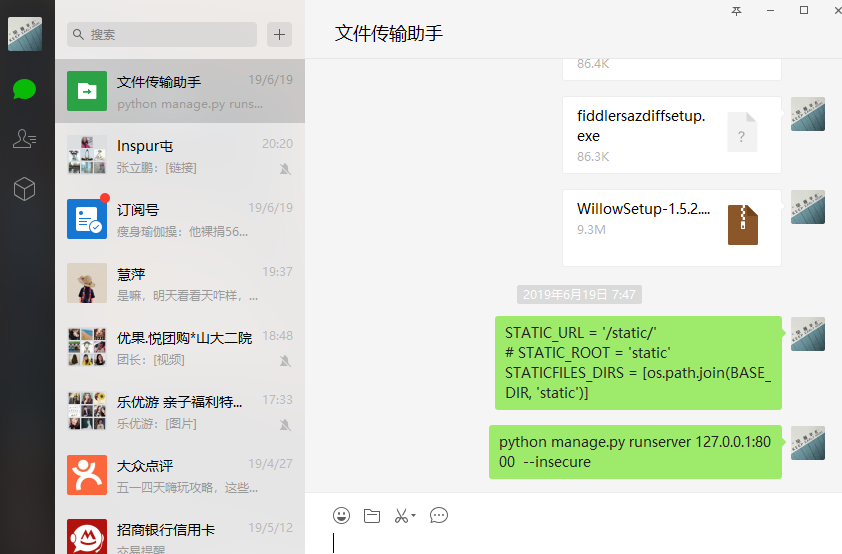 搜索
文件传输助手
19/6/19
python manage.py runs...
Inspur屯
20:20
张立鹏：[链接]
订阅号
19/6/19
瘦身瑜伽操：他裸捐56...
慧萍
19:37
是嘛，明天看看天咋样，...
优果.悦团购*山大二院
18:48
团长：[视频]
乐优游 亲子福利特...
17:33
乐优游：[图片]
大众点评
19/4/27
五一四天嗨玩攻略，这些...
招商银行信用卡
19/5/12
交易提醒
文件传输助手
86.4K
fiddlersazdiffsetup.
exe
86.3K
?
WillowSetup-1.5.2....
9.3M
2019年6月19日 7:47
STATIC_URL = '/static/'
# STATIC_ROOT = 'static'
STATICFILES_DIRS = [os.path.join(BASE_
DIR, 'static')]
python manage.py runserver 127.0.0.1:80
00  --insecure